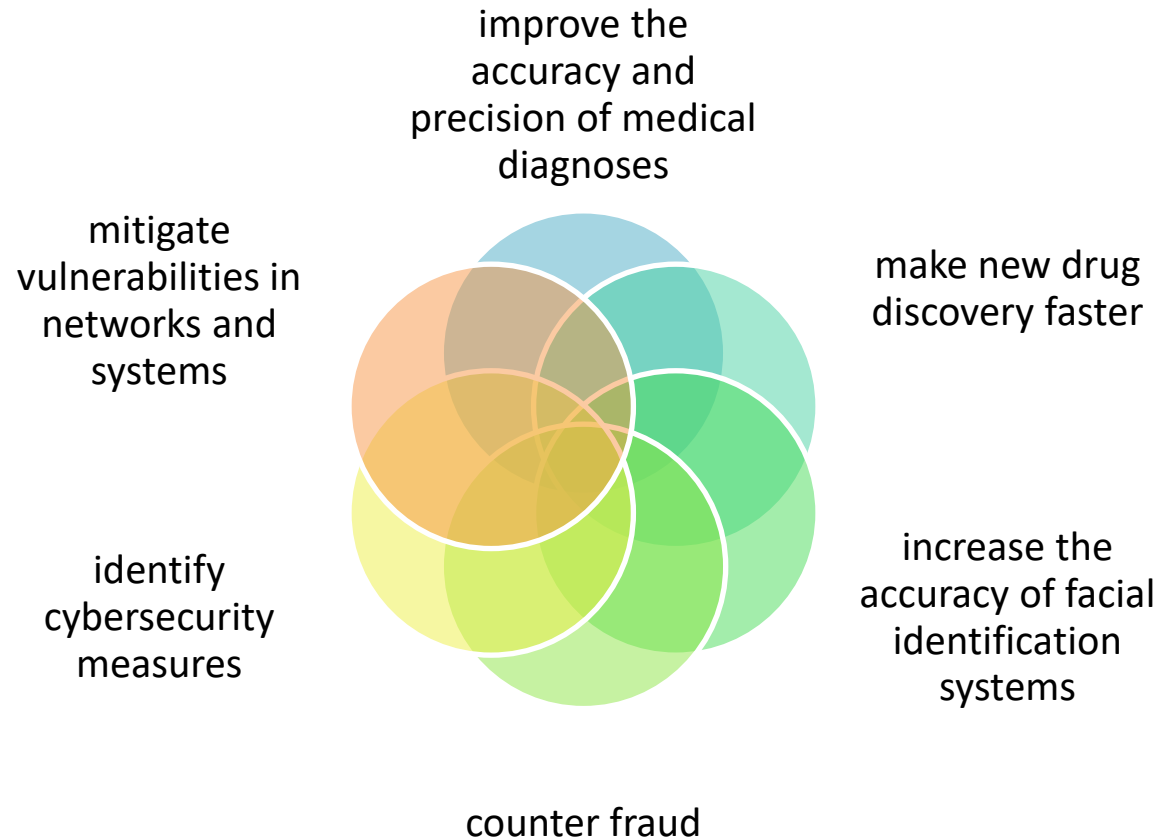 improve the
accuracy and
precision of medical
diagnoses
make new drug
discovery faster
increase the
accuracy of facial
identification
systems
counter fraud
identify
cybersecurity
measures
mitigate
vulnerabilities in
networks and
systems